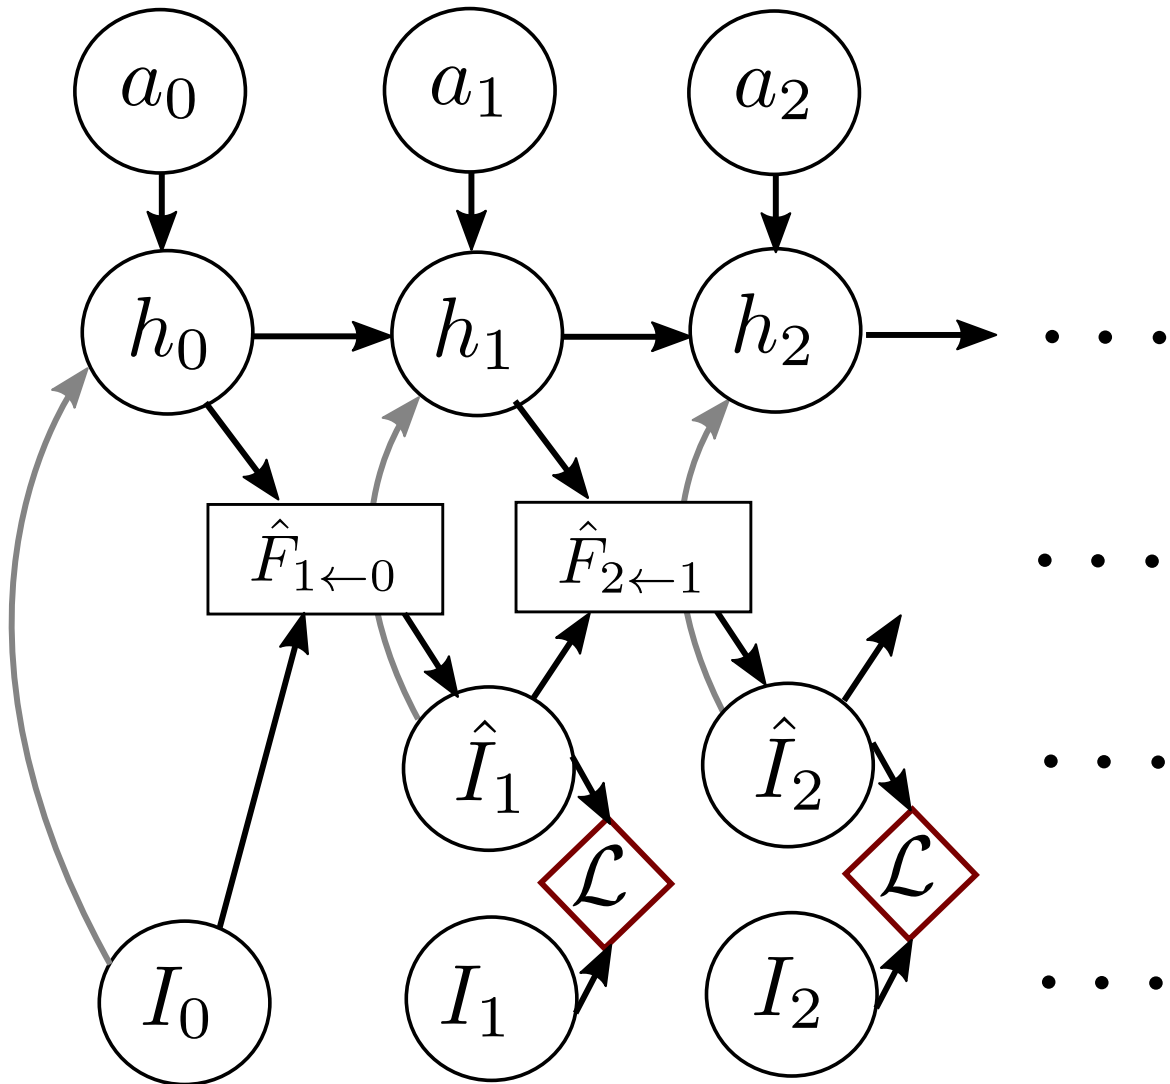 a₀ a₁ a₂
h₀ h₁ h₂ . . .
F̂₁←₀ F̂₂←₁ . . .
Î₁ Î₂ . . .
ℒ ℒ
I₀ I₁ I₂ . . .